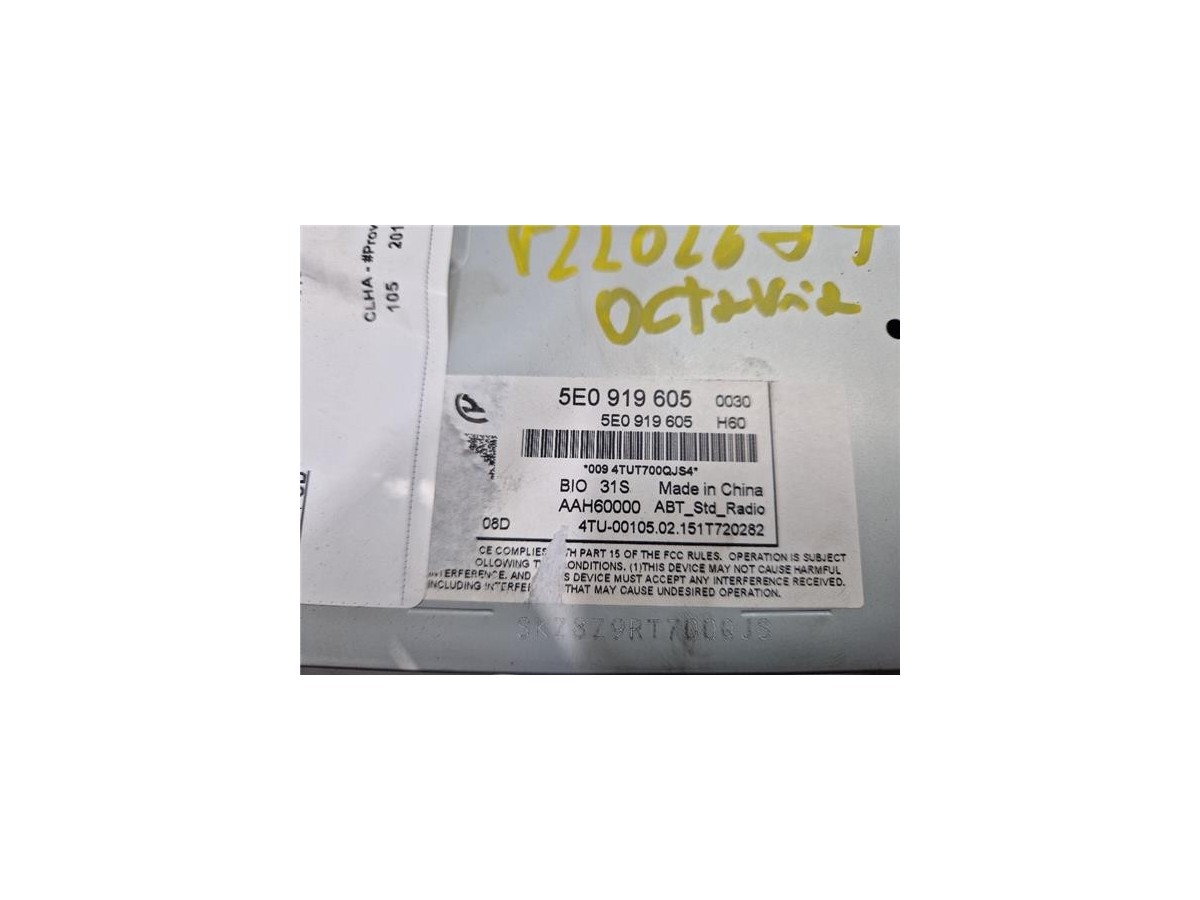 CLHA - #Prov
105 201
Octavia
5E0 919 605 0030
5E0 919 605 H60
*009 4TUT700QJS4*
BIO 31S Made in China
AAH60000 ABT_Std_Radio
08D 4TU-00105.02.151T720282
CE COMPLIES TH PART 15 OF THE FCC RULES. OPERATION IS SUBJECT
OLLOWING CONDITIONS. (1) THIS DEVICE MAY NOT CAUSE HARMFUL
ERFERENCE, AND S DEVICE MUST ACCEPT ANY INTERFERENCE RECEIVED.
INCLUDING INTERFER THAT MAY CAUSE UNDESIRED OPERATION.
SKZ8Z9RT700QJS